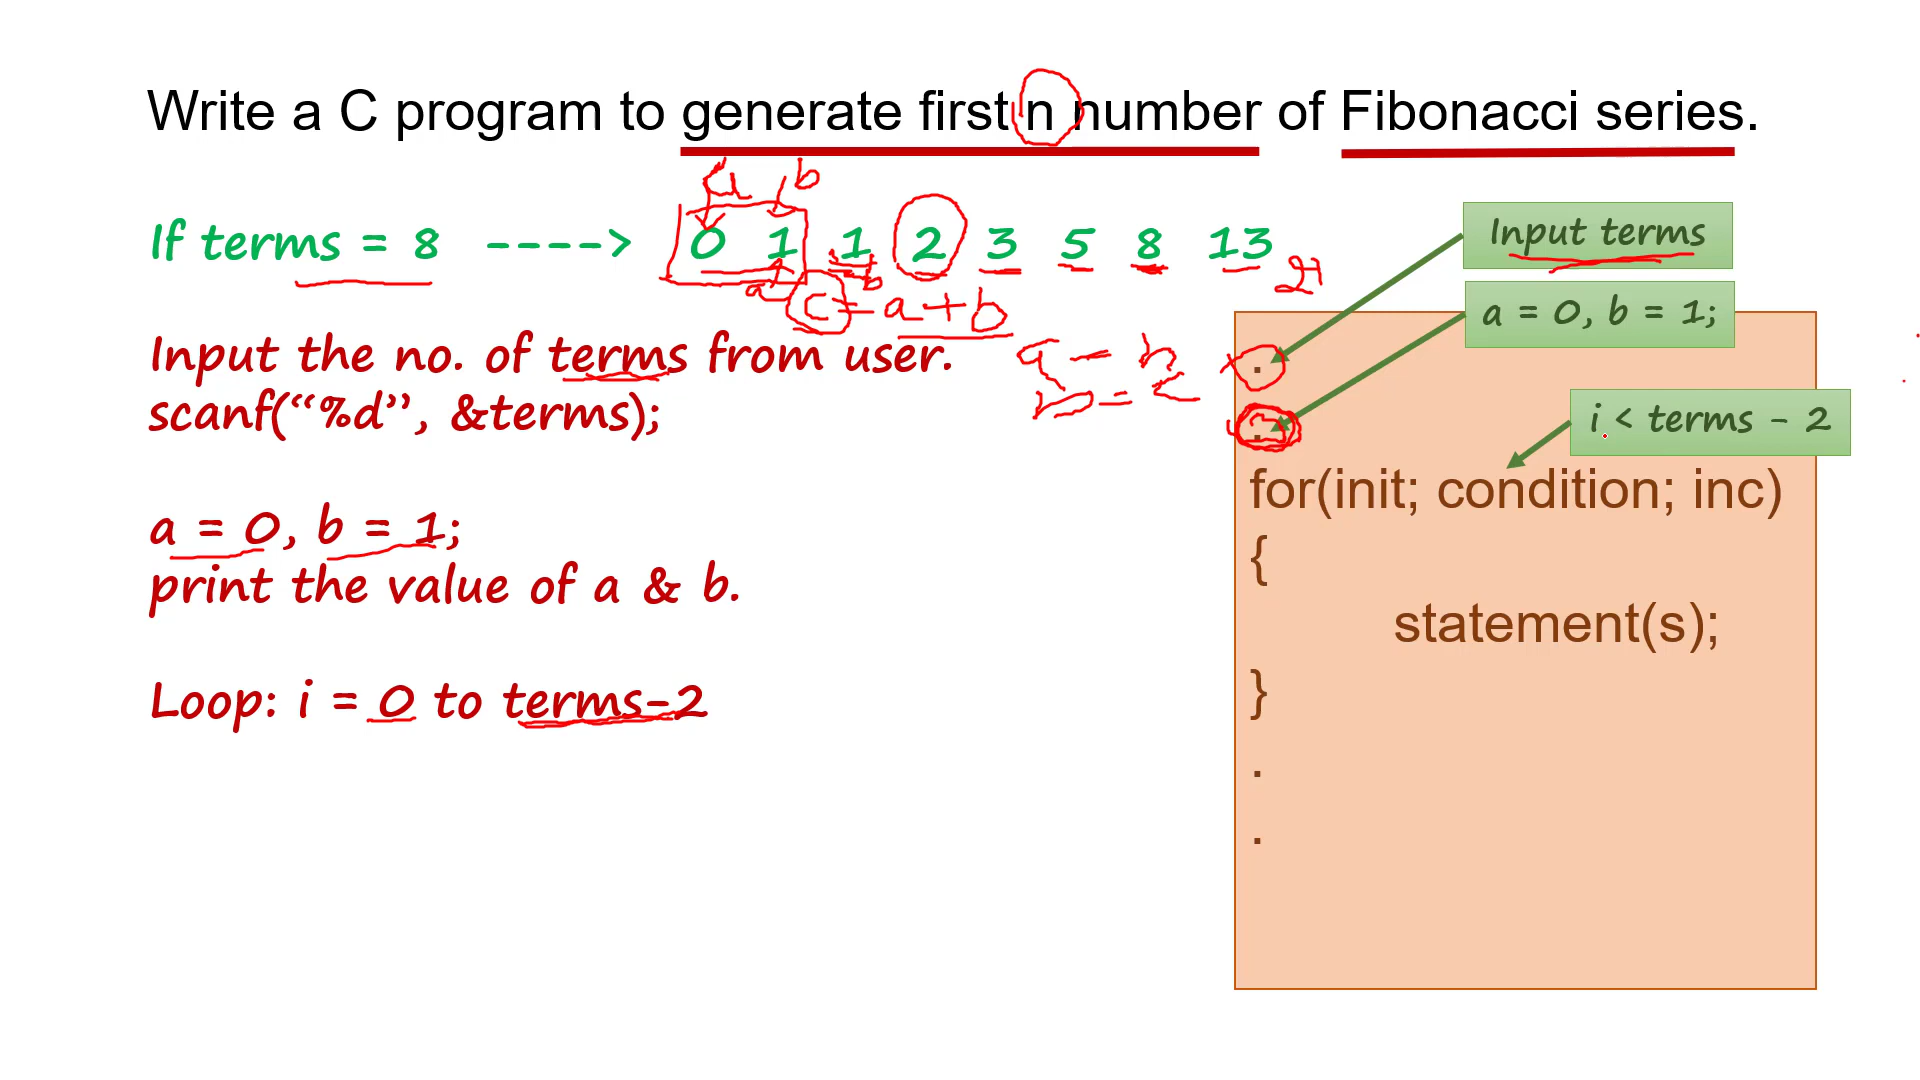 Write a C program to generate first n number of Fibonacci series.
a b
If terms = 8 ----> 0 1 1 2 3 5 8 13
21
a b
c = a+b
Input the no. of terms from user.
scanf(“%d”, &terms);
a = 0, b = 1;
print the value of a & b.
Loop: i = 0 to terms-2
Input terms
a = 0, b = 1;
i < terms - 2
.
.
for(init; condition; inc)
{
statement(s);
}
.
.